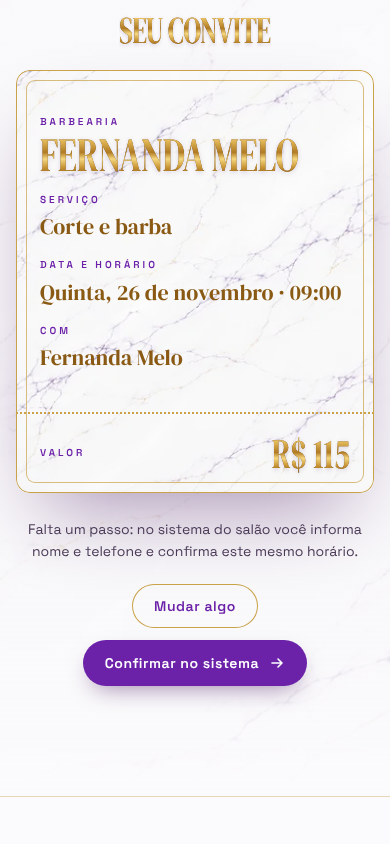 SEU CONVITE
BARBEARIA
FERNANDA MELO
SERVIÇO
Corte e barba
DATA E HORÁRIO
Quinta, 26 de novembro · 09:00
COM
Fernanda Melo
VALOR
R$ 115
Falta um passo: no sistema do salão você informa
nome e telefone e confirma este mesmo horário.
Mudar algo
Confirmar no sistema →